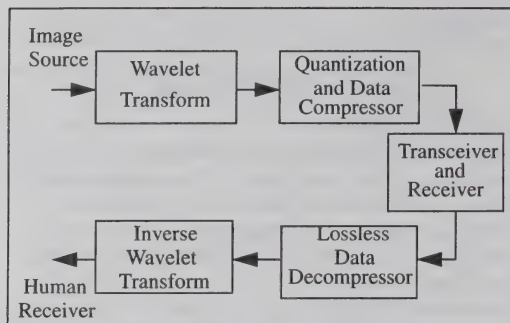 Image
Source
Wavelet
Transform
Quantization
and Data
Compressor
Transceiver
and
Receiver
Lossless
Data
Decompressor
Inverse
Wavelet
Transform
Human
Receiver